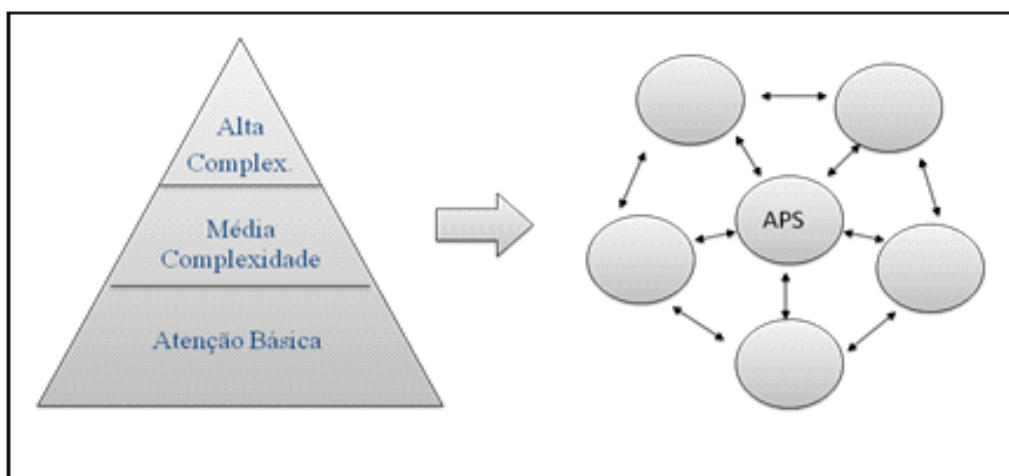 Alta
Complex.
Média
Complexidade
Atenção Básica
APS